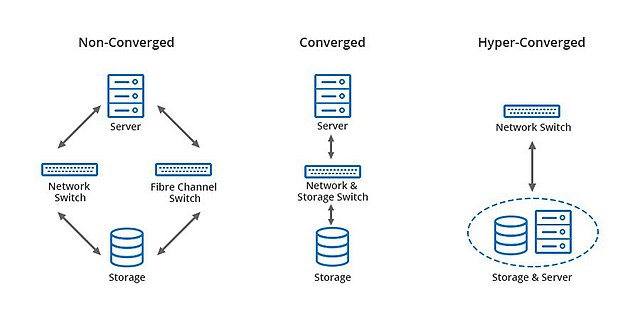 Non-Converged
Converged
Hyper-Converged
Server
Network
Switch
Fibre Channel
Switch
Storage
Server
Network &
Storage Switch
Storage
Network Switch
Storage & Server